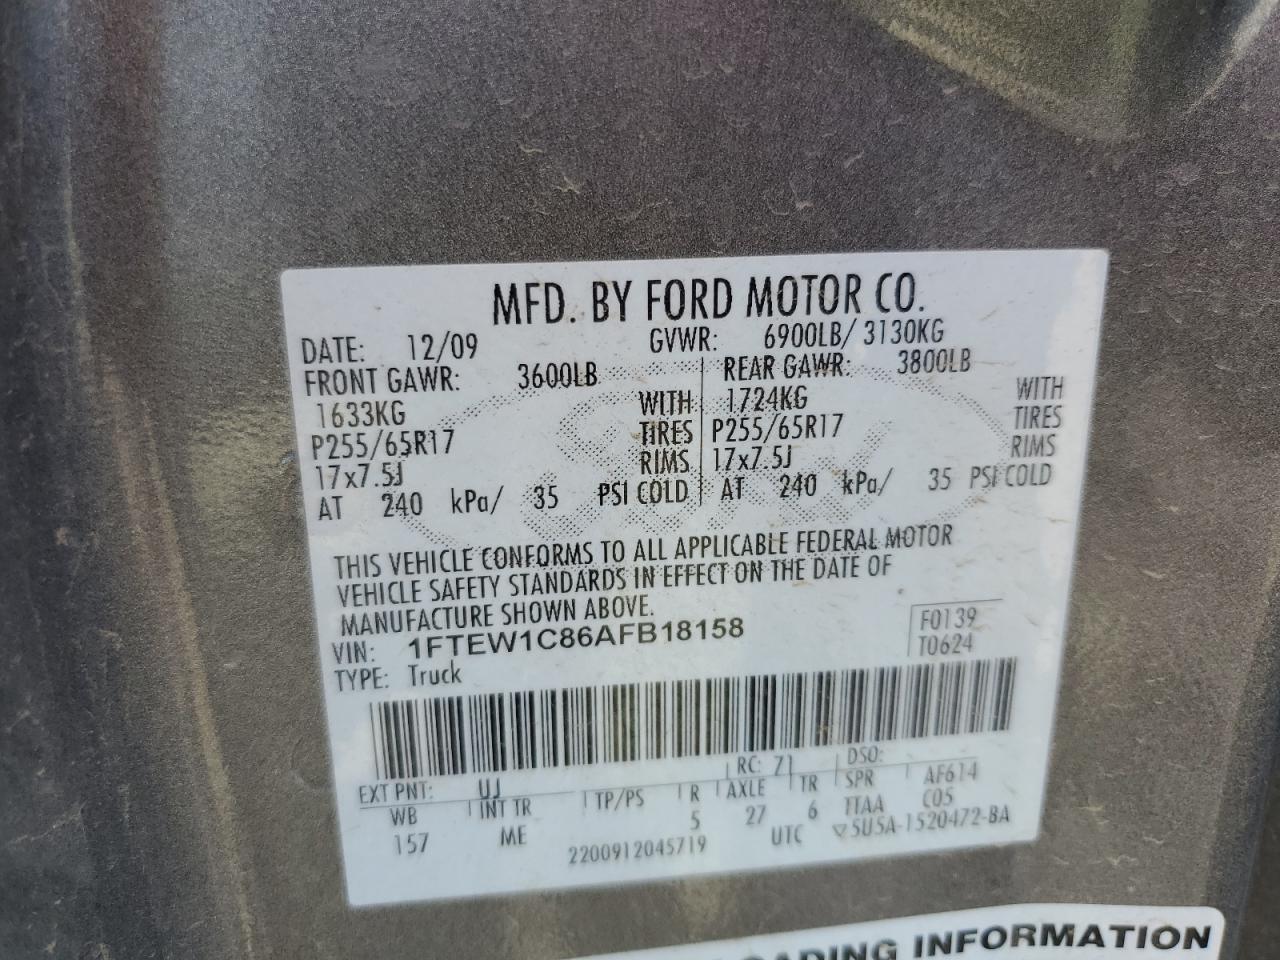 MFD. BY FORD MOTOR CO.
DATE: 12/09 GVWR: 6900LB/ 3130KG
FRONT GAWR: 3600LB REAR GAWR: 3800LB
1633KG WITH 1724KG WITH
P255/65R17 TIRES P255/65R17 TIRES
17x7.5J RIMS 17x7.5J RIMS
AT 240 kPa/ 35 PSI COLD AT 240 kPa/ 35 PSI COLD
THIS VEHICLE CONFORMS TO ALL APPLICABLE FEDERAL MOTOR
VEHICLE SAFETY STANDARDS IN EFFECT ON THE DATE OF
MANUFACTURE SHOWN ABOVE.
VIN: 1FTEW1C86AFB18158 F0139
TYPE: Truck T0624
EXT PNT: UJ RC: 71 DSO:
WB INT TR TP/PS R AXLE TR SPR AF614
157 ME 5 27 6 TTAA C05
2200912045719 UTC ▽5U5A-1520472-BA
INFORMATION